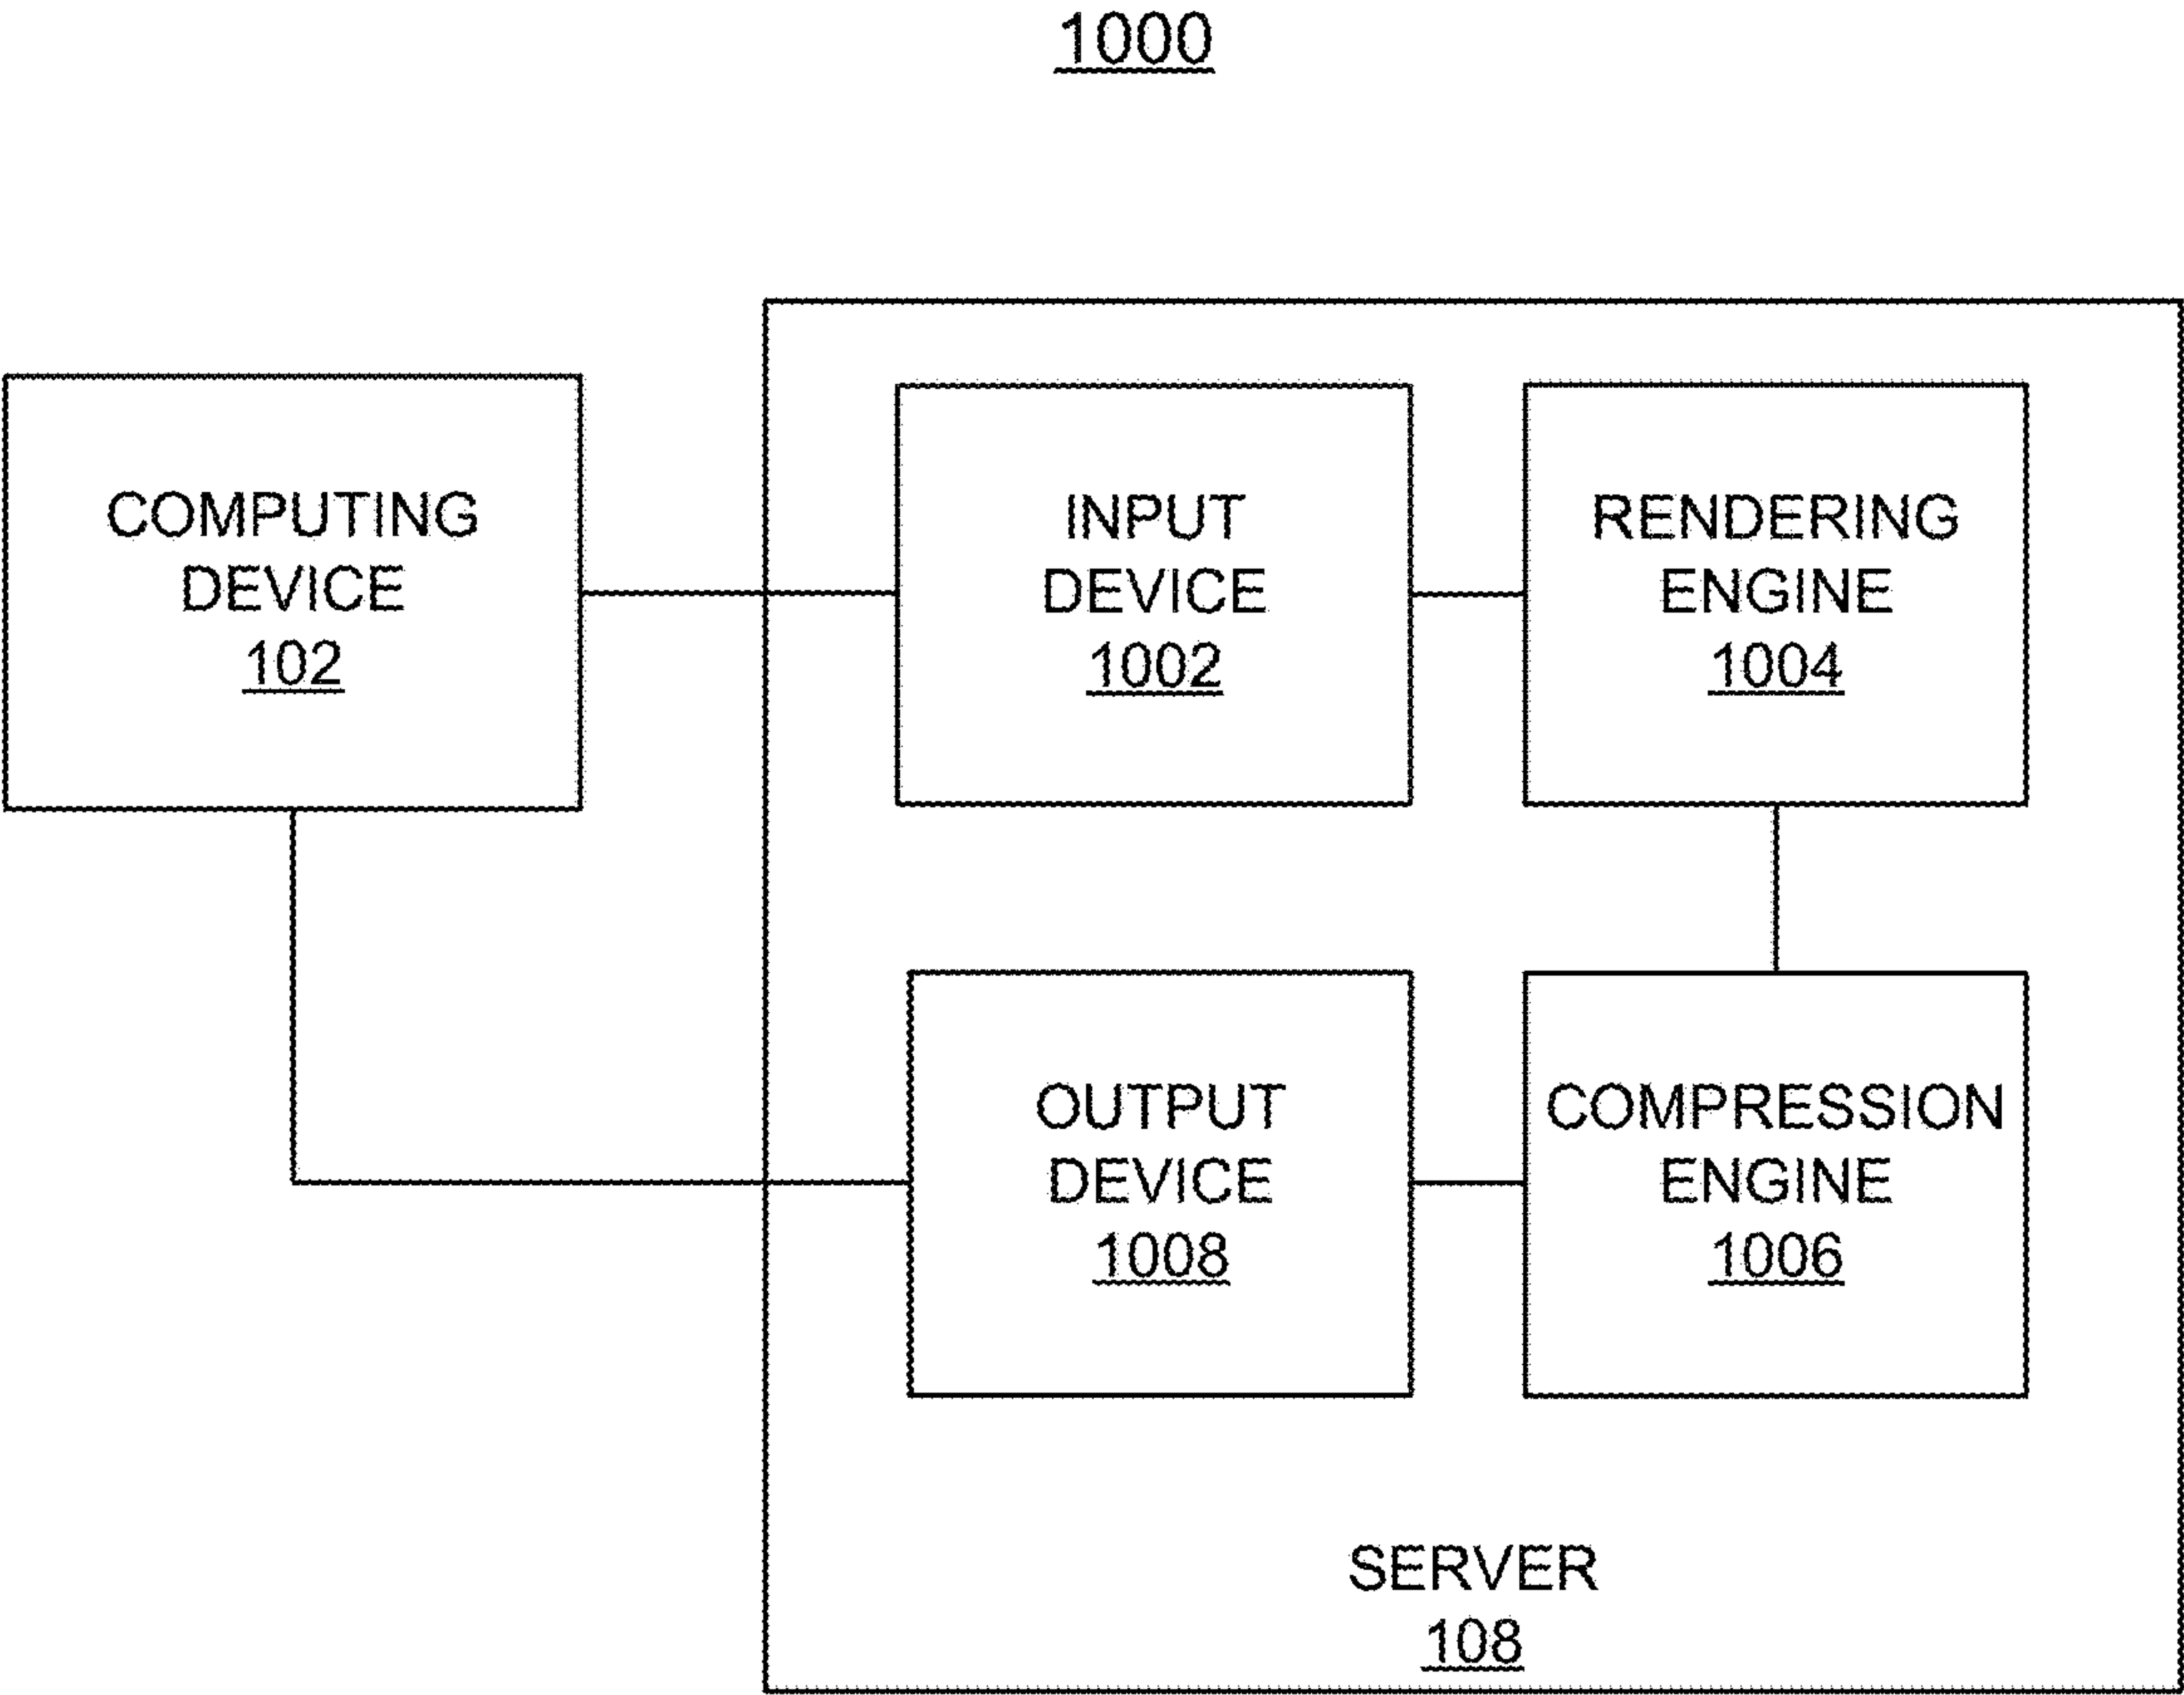 1000
COMPUTING
DEVICE
102
INPUT
DEVICE
1002
RENDERING
ENGINE
1004
OUTPUT
DEVICE
1008
COMPRESSION
ENGINE
1006
SERVER
108